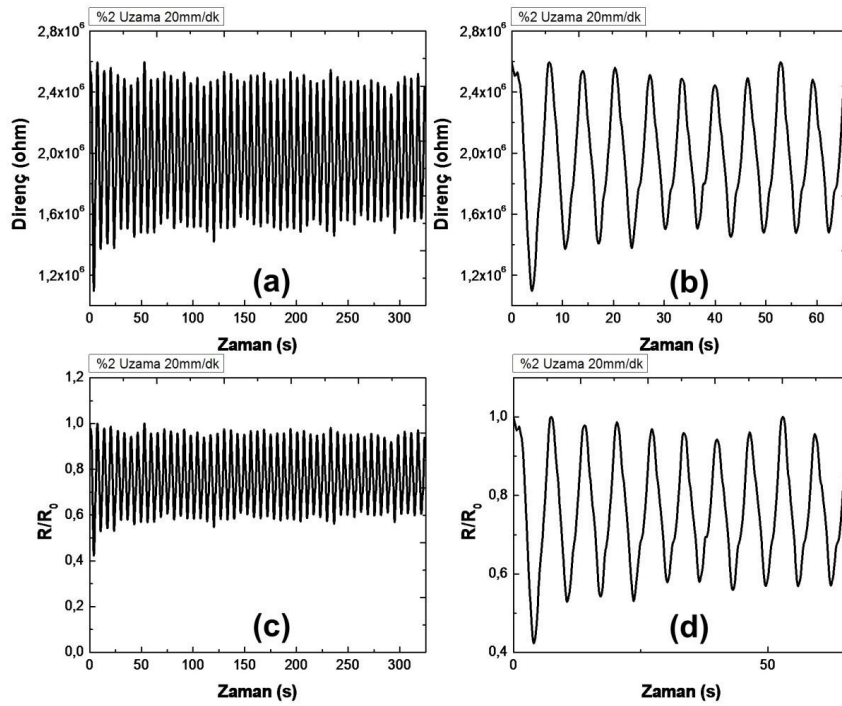 %2 Uzama 20mm/dk
2,8x10⁶
2,4x10⁶
2,0x10⁶
1,6x10⁶
1,2x10⁶
Direnç (ohm)
(a)
0 50 100 150 200 250 300
Zaman (s)
%2 Uzama 20mm/dk
2,8x10⁶
2,4x10⁶
2,0x10⁶
1,6x10⁶
1,2x10⁶
Direnç (ohm)
(b)
0 10 20 30 40 50 60
Zaman (s)
%2 Uzama 20mm/dk
1,2
1,0
0,8
0,6
0,4
0,2
0,0
R/R₀
(c)
0 50 100 150 200 250 300
Zaman (s)
%2 Uzama 20mm/dk
1,0
0,8
0,6
0,4
R/R₀
(d)
0 50
Zaman (s)